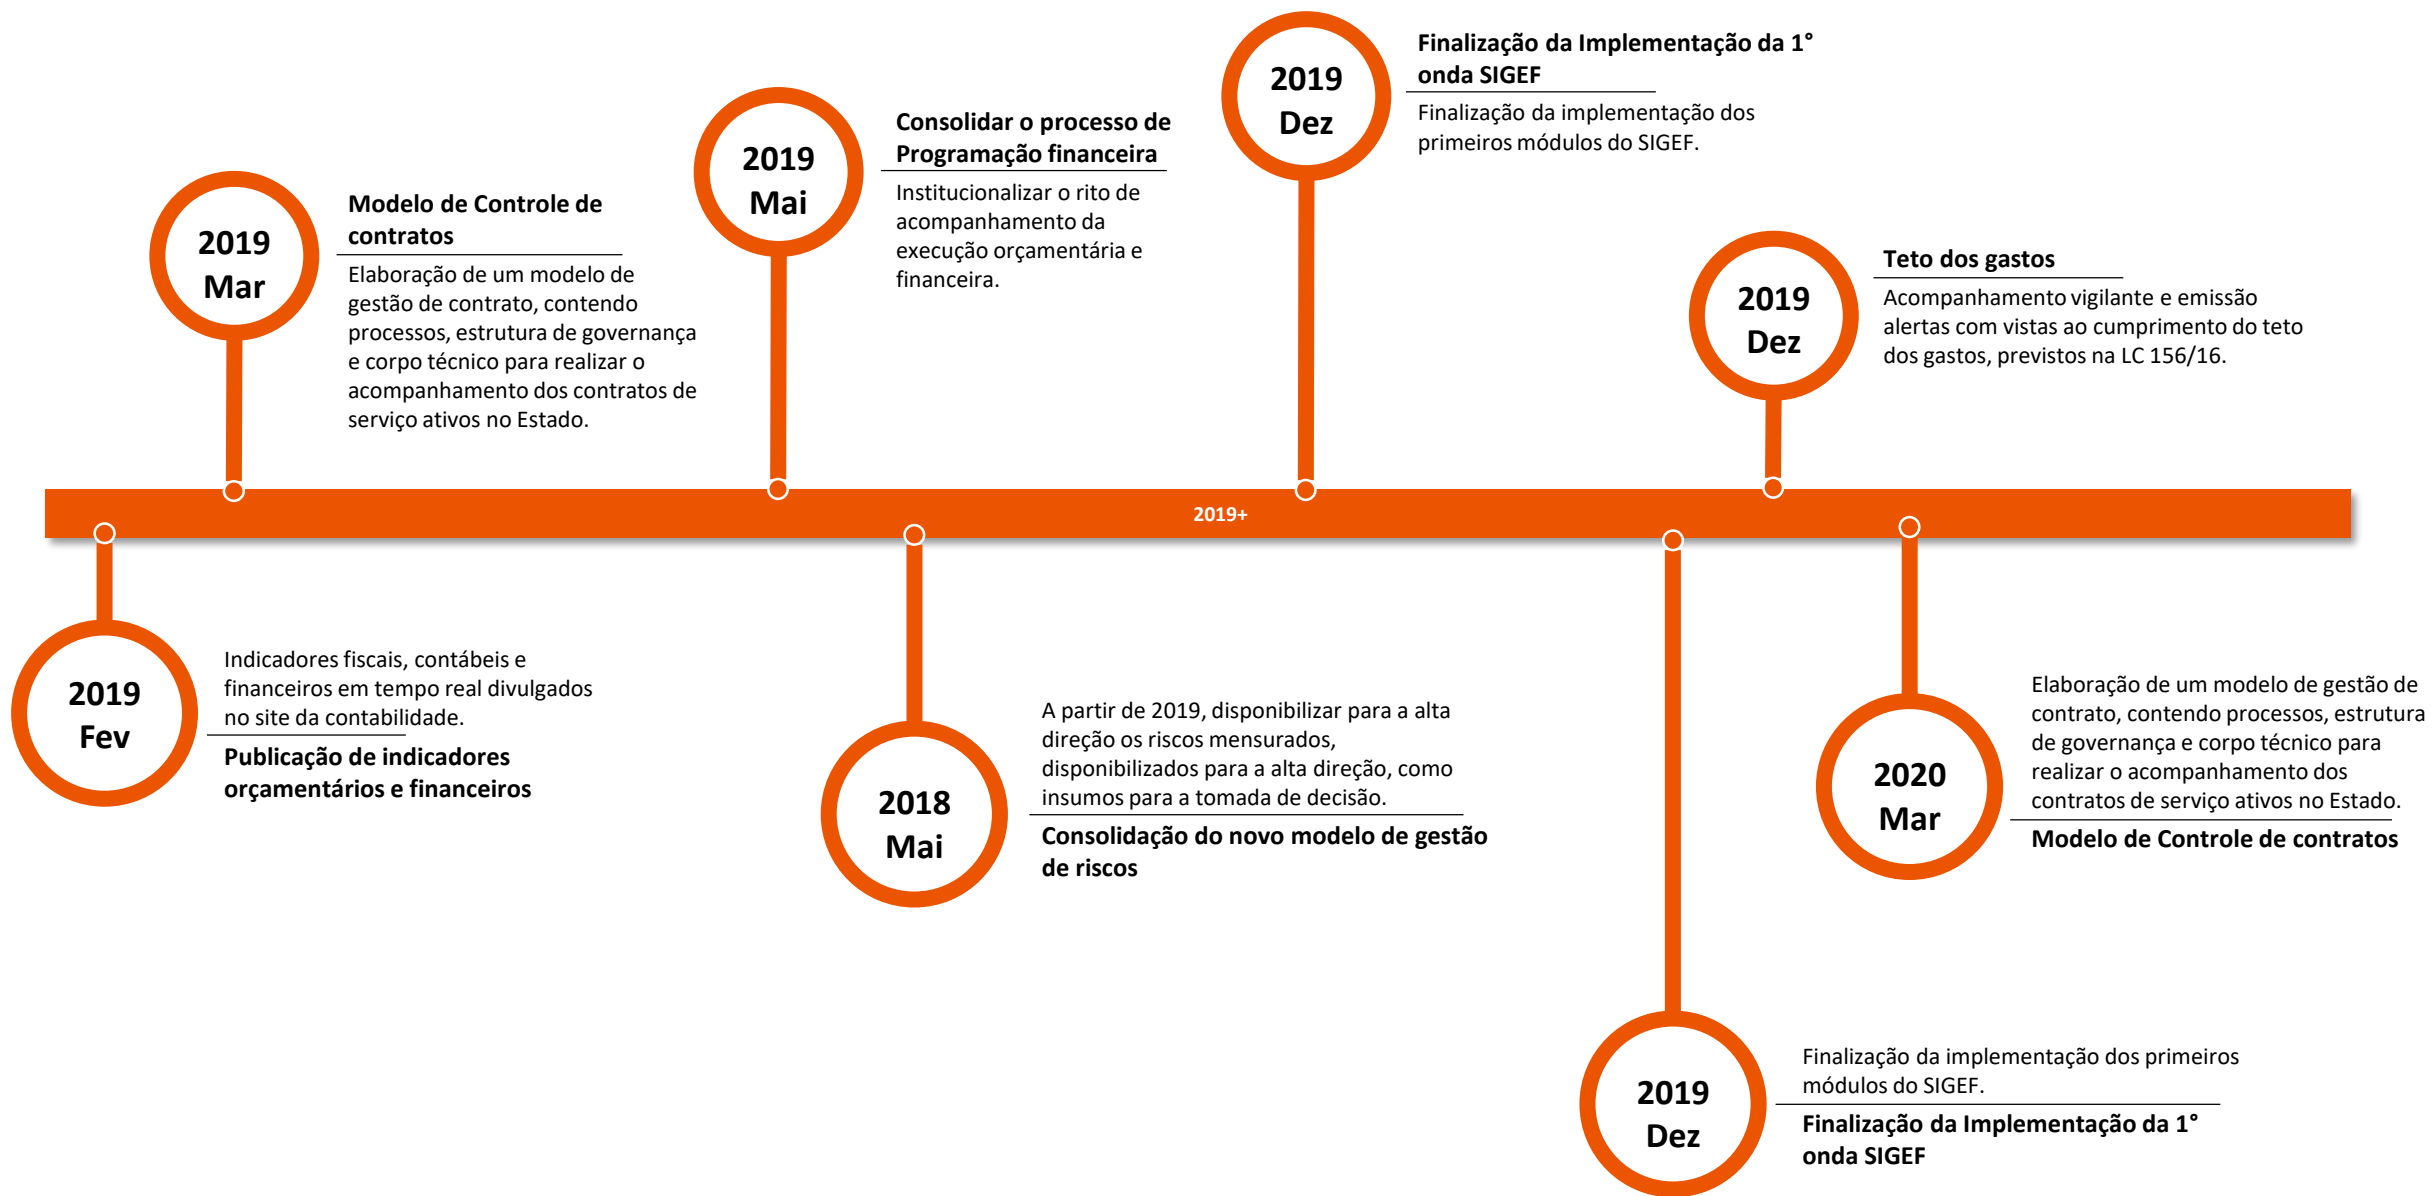 2019
Mar
Modelo de Controle de
contratos
Elaboração de um modelo de
gestão de contrato, contendo
processos, estrutura de governança
e corpo técnico para realizar o
acompanhamento dos contratos de
serviço ativos no Estado.
2019
Mai
Consolidar o processo de
Programação financeira
Institucionalizar o rito de
acompanhamento da
execução orçamentária e
financeira.
2019
Dez
Finalização da Implementação da 1°
onda SIGEF
Finalização da implementação dos
primeiros módulos do SIGEF.
2019
Dez
Teto dos gastos
Acompanhamento vigilante e emissão
alertas com vistas ao cumprimento do teto
dos gastos, previstos na LC 156/16.
2019+
2019
Fev
Indicadores fiscais, contábeis e
financeiros em tempo real divulgados
no site da contabilidade.
Publicação de indicadores
orçamentários e financeiros
2018
Mai
A partir de 2019, disponibilizar para a alta
direção os riscos mensurados,
disponibilizados para a alta direção, como
insumos para a tomada de decisão.
Consolidação do novo modelo de gestão
de riscos
2019
Dez
Finalização da implementação dos primeiros
módulos do SIGEF.
Finalização da Implementação da 1°
onda SIGEF
2020
Mar
Elaboração de um modelo de gestão de
contrato, contendo processos, estrutura
de governança e corpo técnico para
realizar o acompanhamento dos
contratos de serviço ativos no Estado.
Modelo de Controle de contratos